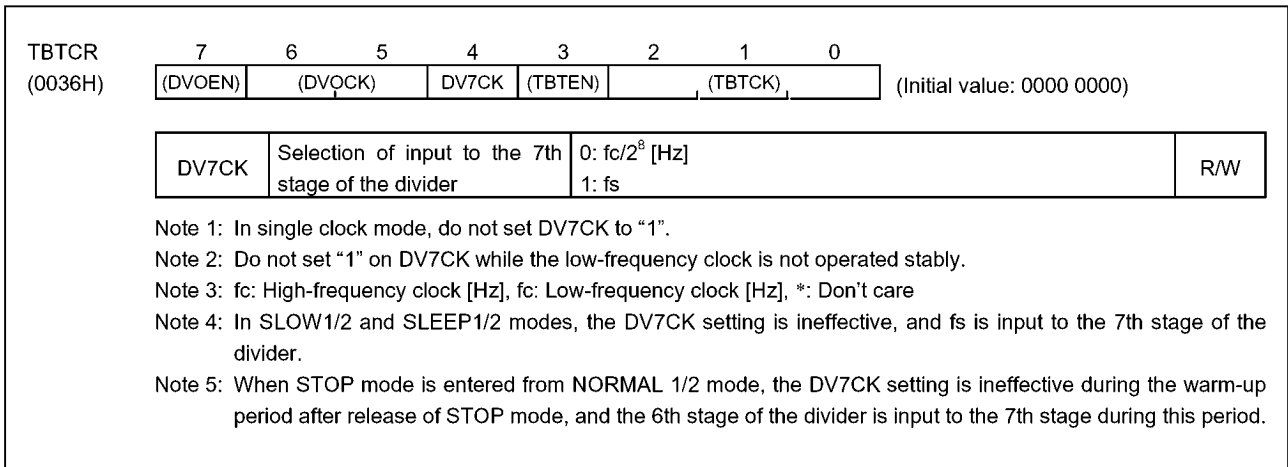 TBTCR 7 6 5 4 3 2 1 0
(0036H) (DVOEN) (DVOCK) DV7CK (TBTEN) (TBTCK) (Initial value: 0000 0000)
DV7CK Selection of input to the 7th stage of the divider 0: fc/2⁸ [Hz] 1: fs R/W
Note 1: In single clock mode, do not set DV7CK to “1”.
Note 2: Do not set “1” on DV7CK while the low-frequency clock is not operated stably.
Note 3: fc: High-frequency clock [Hz], fc: Low-frequency clock [Hz], *: Don’t care
Note 4: In SLOW1/2 and SLEEP1/2 modes, the DV7CK setting is ineffective, and fs is input to the 7th stage of the
divider.
Note 5: When STOP mode is entered from NORMAL 1/2 mode, the DV7CK setting is ineffective during the warm-up
period after release of STOP mode, and the 6th stage of the divider is input to the 7th stage during this period.